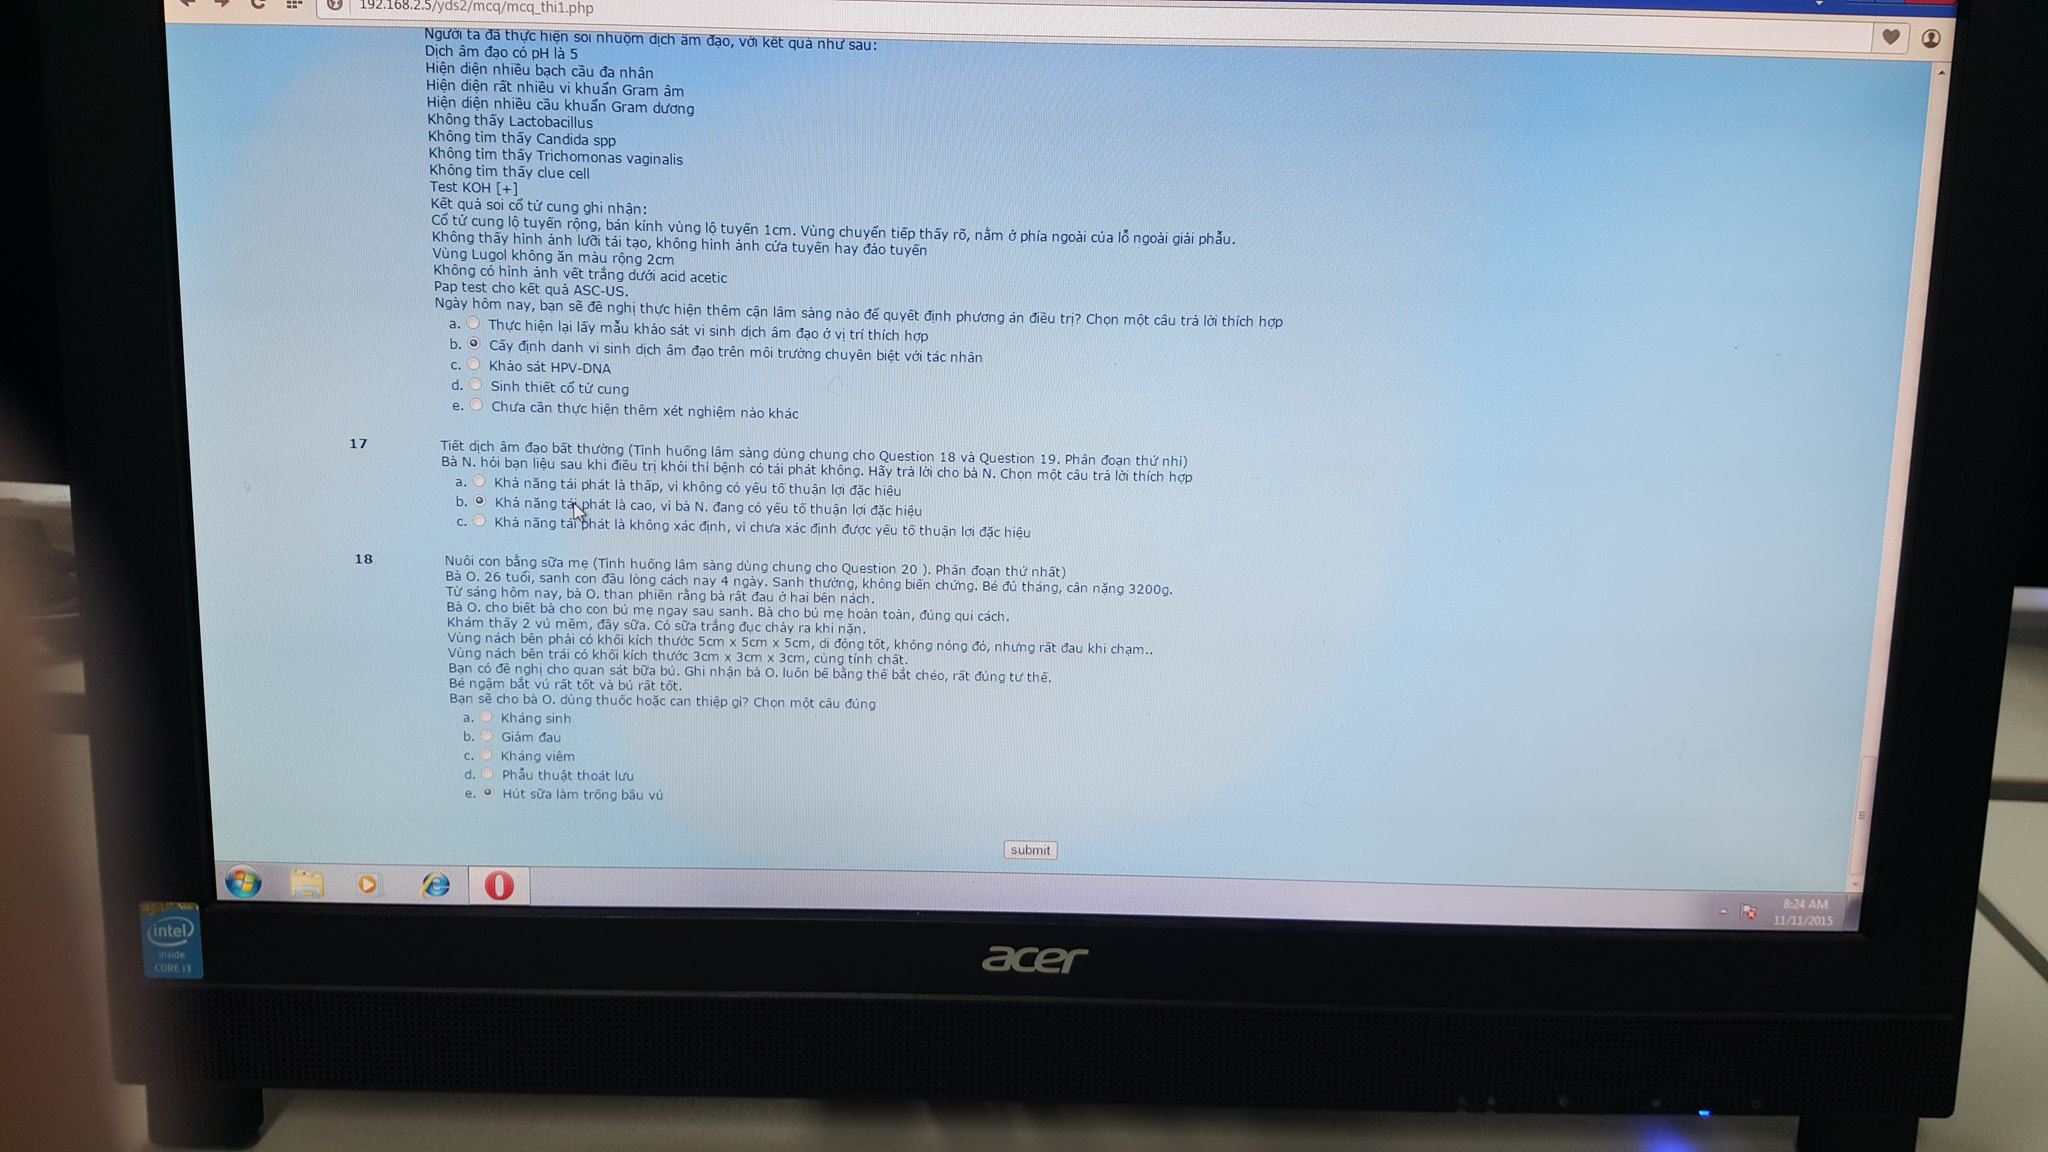 192.168.2.5/yds2/mcq/mcq_thi1.php
Người ta đã thực hiện soi nhuộm dịch âm đạo, với kết quả như sau:
Dịch âm đạo có pH là 5
Hiện diện nhiều bạch cầu đa nhân
Hiện diện rất nhiều vi khuẩn Gram âm
Hiện diện nhiều cầu khuẩn Gram dương
Không thấy Lactobacillus
Không tìm thấy Candida spp
Không tìm thấy Trichomonas vaginalis
Không tìm thấy clue cell
Test KOH [+]
Kết quả soi cổ tử cung ghi nhận:
Cổ tử cung lộ tuyến rộng, bán kính vùng lộ tuyến 1cm. Vùng chuyển tiếp thấy rõ, nằm ở phía ngoài của lỗ ngoài giải phẫu.
Không thấy hình ảnh lưỡi tái tạo, không hình ảnh cửa tuyến hay đảo tuyến
Vùng Lugol không ăn màu rộng 2cm
Không có hình ảnh vết trắng dưới acid acetic
Pap test cho kết quả ASC-US.
Ngày hôm nay, bạn sẽ đề nghị thực hiện thêm cận lâm sàng nào để quyết định phương án điều trị? Chọn một câu trả lời thích hợp
a. Thực hiện lại lấy mẫu khảo sát vi sinh dịch âm đạo ở vị trí thích hợp
b. Cấy định danh vi sinh dịch âm đạo trên môi trường chuyên biệt với tác nhân
c. Khảo sát HPV-DNA
d. Sinh thiết cổ tử cung
e. Chưa cần thực hiện thêm xét nghiệm nào khác
17 Tiết dịch âm đạo bất thường (Tình huống lâm sàng dùng chung cho Question 18 và Question 19. Phân đoạn thứ nhì)
Bà N. hỏi bạn liệu sau khi điều trị khỏi thì bệnh có tái phát không. Hãy trả lời cho bà N. Chọn một câu trả lời thích hợp
a. Khả năng tái phát là thấp, vì không có yếu tố thuận lợi đặc hiệu
b. Khả năng tái phát là cao, vì bà N. đang có yếu tố thuận lợi đặc hiệu
c. Khả năng tái phát là không xác định, vì chưa xác định được yếu tố thuận lợi đặc hiệu
18 Nuôi con bằng sữa mẹ (Tình huống lâm sàng dùng chung cho Question 20 ). Phân đoạn thứ nhất)
Bà O. 26 tuổi, sanh con đầu lòng cách nay 4 ngày. Sanh thường, không biến chứng. Bé đủ tháng, cân nặng 3200g.
Từ sáng hôm nay, bà O. than phiền rằng bà rất đau ở hai bên nách.
Bà O. cho biết bà cho con bú mẹ ngay sau sanh. Bà cho bú mẹ hoàn toàn, đúng qui cách.
Khám thấy 2 vú mềm, đầy sữa. Có sữa trắng đục chảy ra khi nặn.
Vùng nách bên phải có khối kích thước 5cm x 5cm x 5cm, di động tốt, không nóng đỏ, nhưng rất đau khi chạm..
Vùng nách bên trái có khối kích thước 3cm x 3cm x 3cm, cùng tính chất.
Bạn có đề nghị cho quan sát bữa bú. Ghi nhận bà O. luôn bế bằng thế bắt chéo, rất đúng tư thế.
Bé ngậm bắt vú rất tốt và bú rất tốt.
Bạn sẽ cho bà O. dùng thuốc hoặc can thiệp gì? Chọn một câu đúng
a. Kháng sinh
b. Giảm đau
c. Kháng viêm
d. Phẫu thuật thoát lưu
e. Hút sữa làm trống bầu vú
submit
8:24 AM
11/11/2015
intel
inside
CORE i3
acer